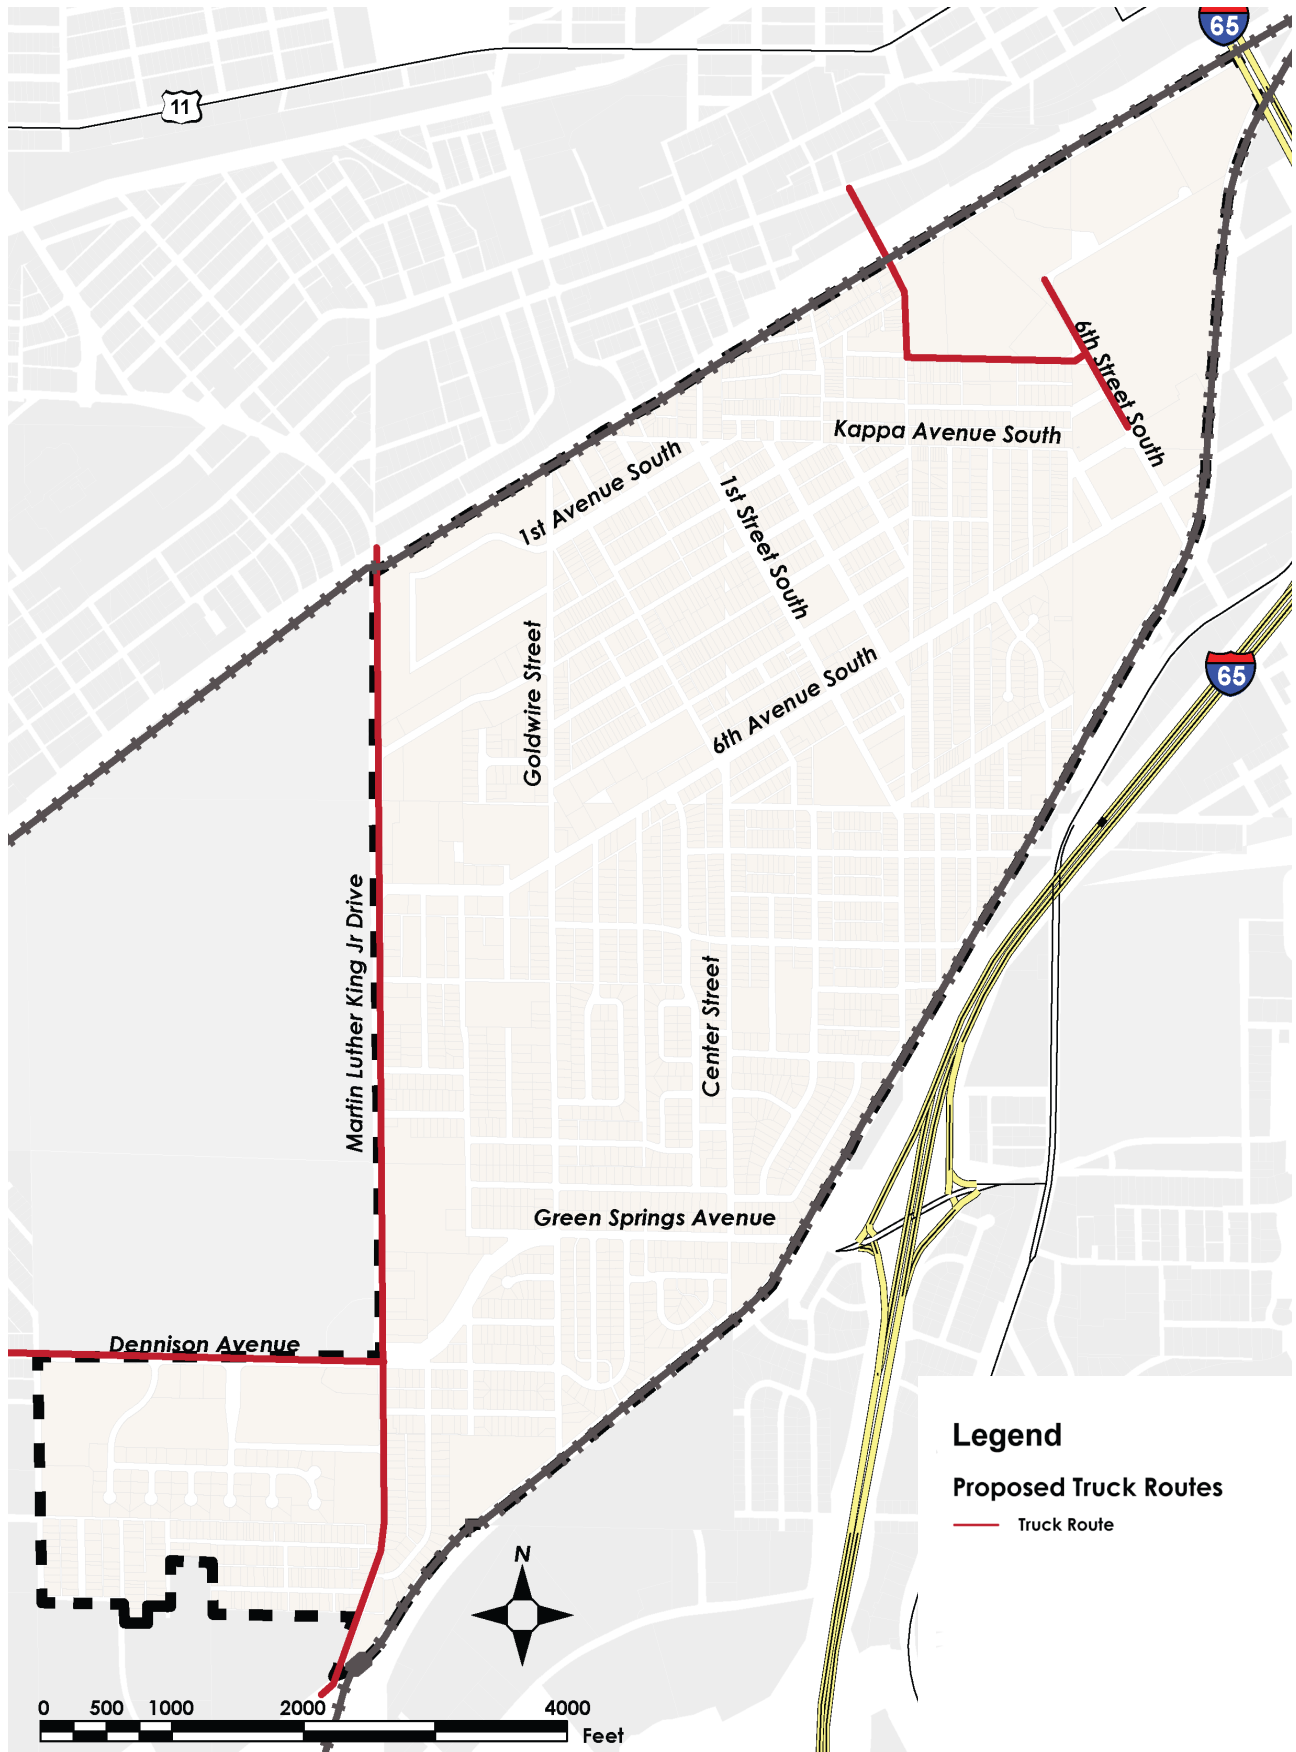 65
11
6th Street South
Kappa Avenue South
1st Avenue South
1st Street South
Goldwire Street
6th Avenue South
65
Martin Luther King Jr Drive
Center Street
Green Springs Avenue
Dennison Avenue
Legend
Proposed Truck Routes
Truck Route
N
0 500 1000 2000 4000
Feet